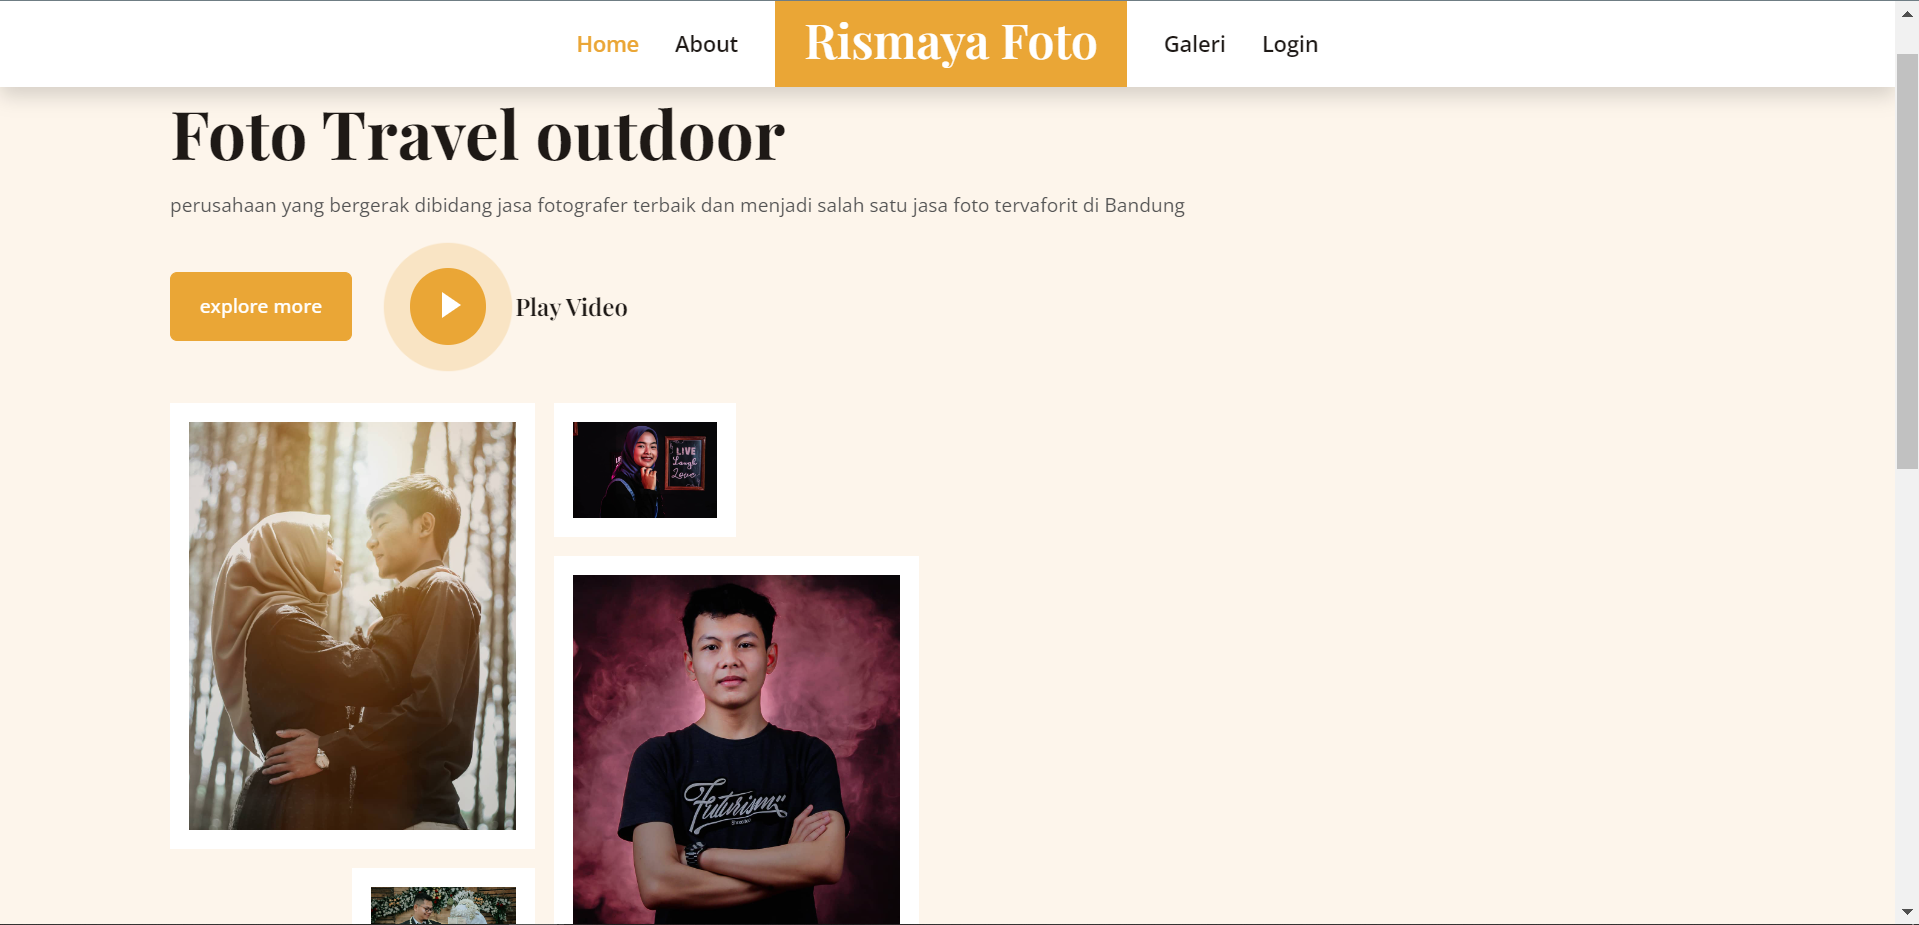 Home About Rismaya Foto Galeri Login
Foto Travel outdoor
perusahaan yang bergerak dibidang jasa fotografer terbaik dan menjadi salah satu jasa foto tervaforit di Bandung
explore more Play Video
LIVE
Laugh
Love
Futurism